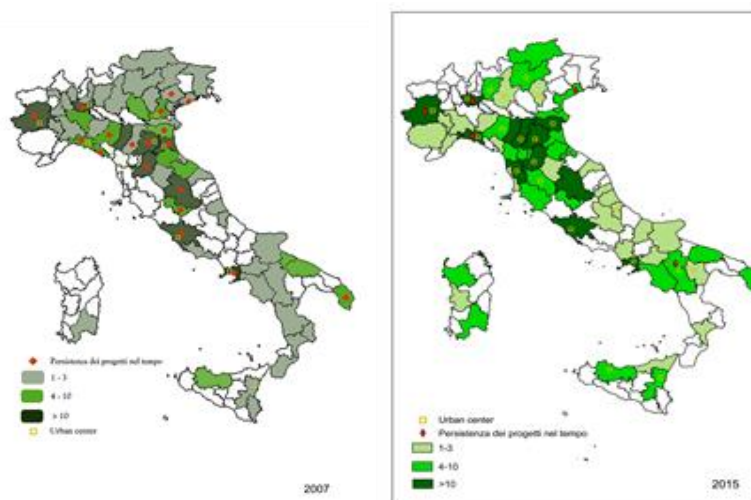 Persistenza dei progetti nel tempo
1 - 3
4 - 10
> 10
Urban center
2007
Urban center
Persistenza dei progetti nel tempo
1-3
4-10
>10
2015